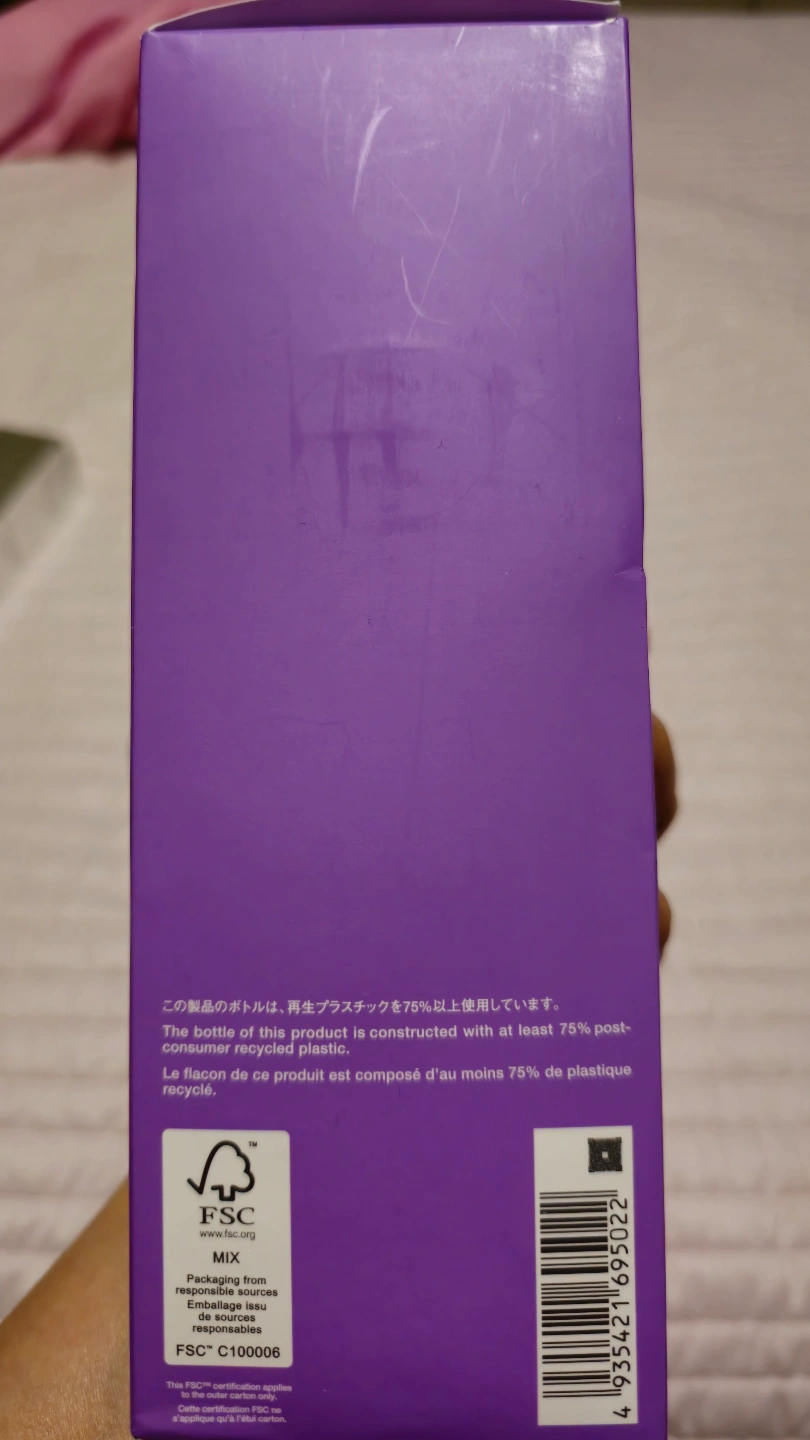 この製品のボトルは、再生プラスチックを75%以上使用しています。
The bottle of this product is constructed with at least 75% post-
consumer recycled plastic.
Le flacon de ce produit est composé d'au moins 75% de plastique
recyclé.
™
FSC
www.fsc.org
MIX
Packaging from
responsible sources
Emballage issu
de sources
responsables
FSC™ C100006
This FSC™ certification applies
to the outer carton only.
Cette certification FSC ne
s'applique qu'à l'étui carton.
4 935421 695022